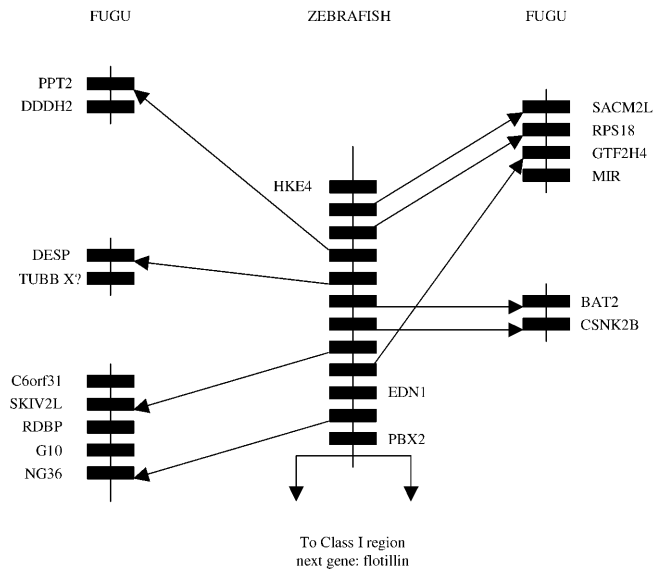 FUGU
ZEBRAFISH
FUGU
PPT2
DDDH2
DESP
TUBB X?
C6orf31
SKIV2L
RDBP
G10
NG36
HKE4
EDN1
PBX2
SACM2L
RPS18
GTF2H4
MIR
BAT2
CSNK2B
To Class I region
next gene: flotillin